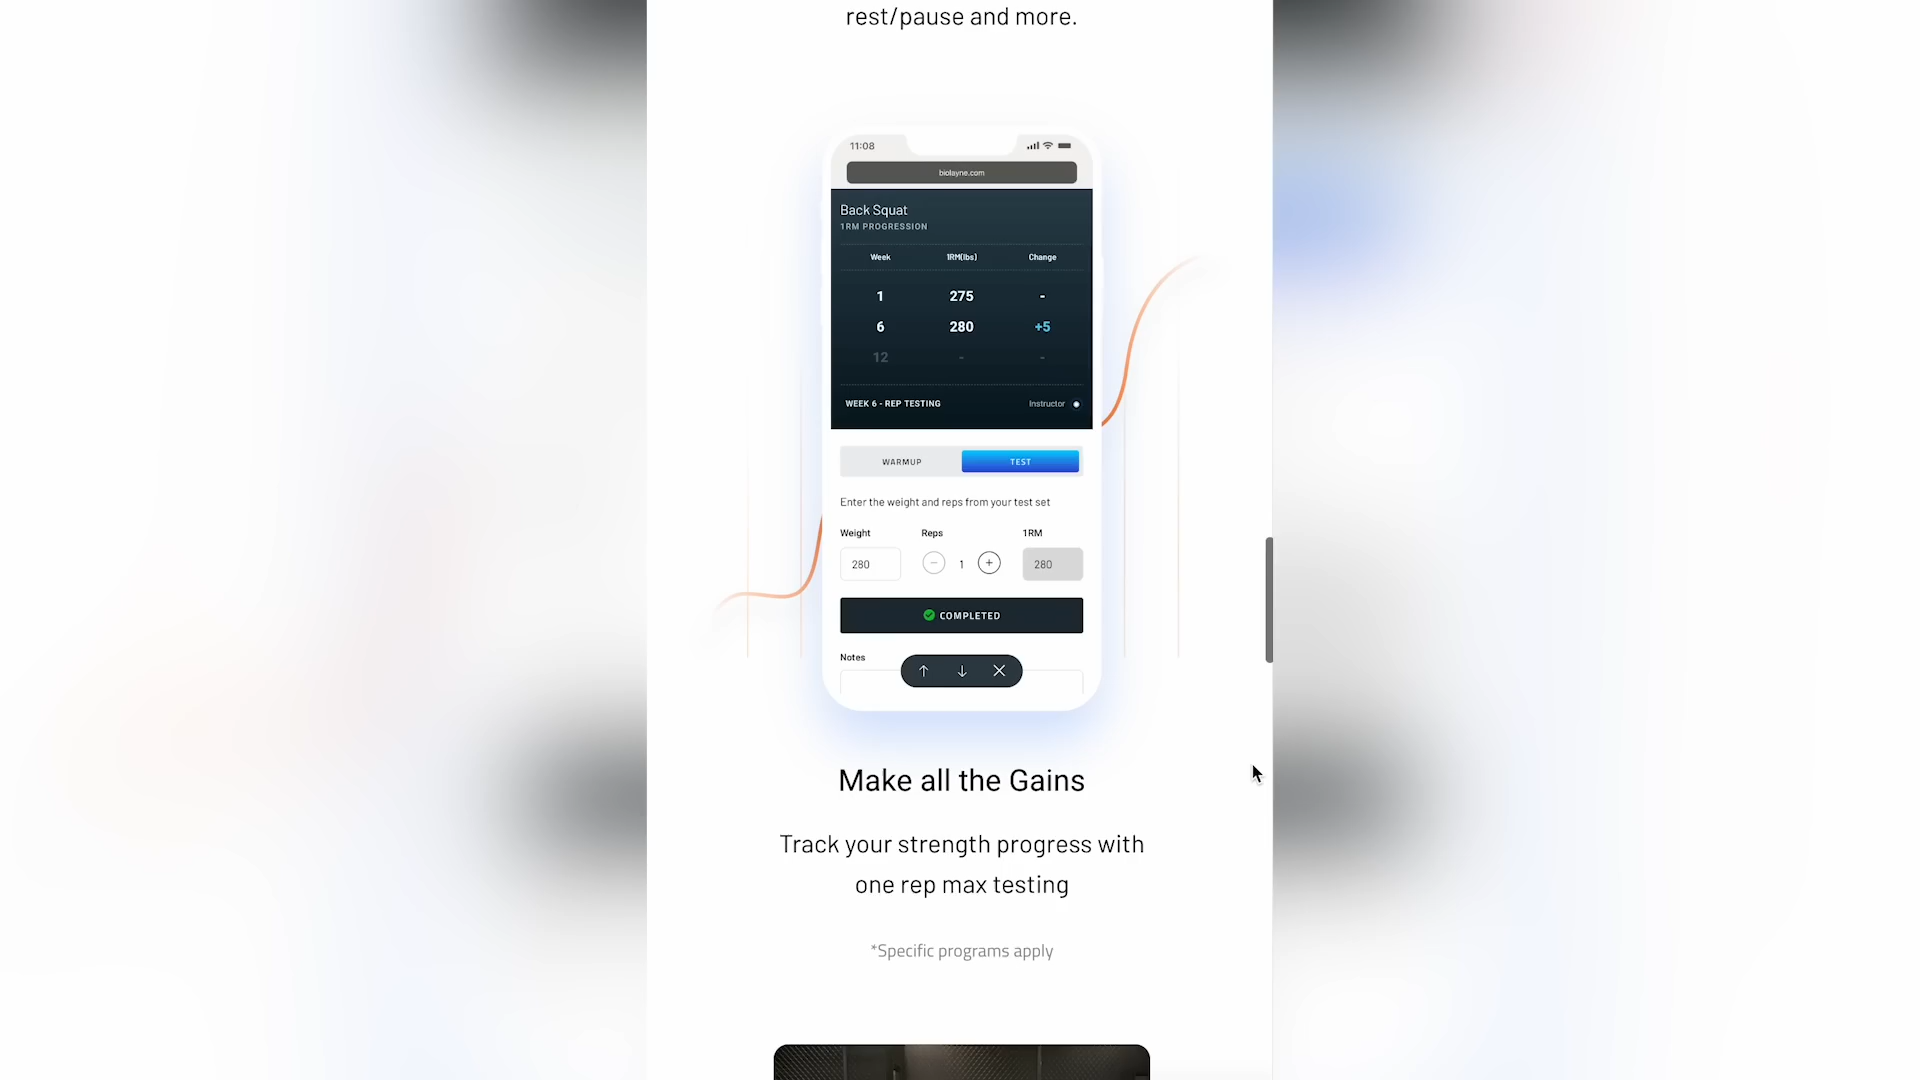 rest/pause and more.
11:08
biolayne.com
Back Squat
1RM PROGRESSION
Week 1RM(lbs) Change
1 275 -
6 280 +5
12 - -
WEEK 6 - REP TESTING Instructor
WARMUP TEST
Enter the weight and reps from your test set
Weight Reps 1RM
280 − 1 + 280
COMPLETED
Notes
Make all the Gains
Track your strength progress with
one rep max testing
*Specific programs apply